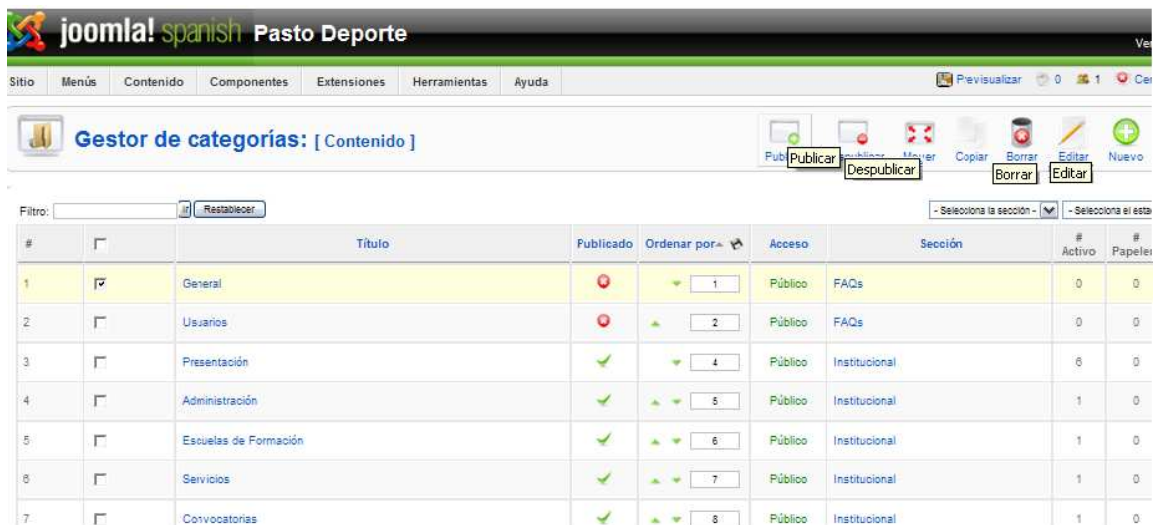 joomla! spanish Pasto Deporte
Sitio Menús Contenido Componentes Extensiones Herramientas Ayuda Previsualizar 0 1
Gestor de categorías: [ Contenido ]
Copiar Borrar Editar Nuevo
Publicar Despublicar Borrar Editar
Filtro: Ir Restablecer - Selecciona la sección - - Selecciona el
# Título Publicado Ordenar por Acceso Sección # Activo #
1 General 1 Público FAQs 0 0
2 Usuarios 2 Público FAQs 0 0
3 Presentación 4 Público Institucional 6 0
4 Administración 5 Público Institucional 1 0
5 Escuelas de Formación 6 Público Institucional 1 0
6 Servicios 7 Público Institucional 1 0
7 Convocatorias 8 Público Institucional 1 0